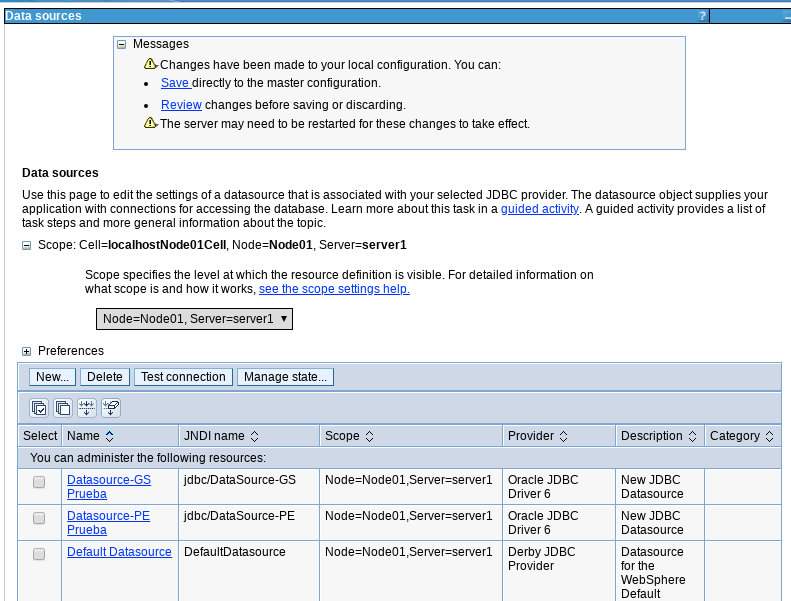 Data sources ?
Messages
Changes have been made to your local configuration. You can:
Save directly to the master configuration.
Review changes before saving or discarding.
The server may need to be restarted for these changes to take effect.
Data sources
Use this page to edit the settings of a datasource that is associated with your selected JDBC provider. The datasource object supplies your
application with connections for accessing the database. Learn more about this task in a guided activity. A guided activity provides a list of
task steps and more general information about the topic.
Scope: Cell=localhostNode01Cell, Node=Node01, Server=server1
Scope specifies the level at which the resource definition is visible. For detailed information on
what scope is and how it works, see the scope settings help.
Node=Node01, Server=server1
Preferences
New... Delete Test connection Manage state...
Select Name JNDI name Scope Provider Description Category
You can administer the following resources:
Datasource-GS jdbc/DataSource-GS Node=Node01,Server=server1 Oracle JDBC New JDBC
Prueba Driver 6 Datasource
Datasource-PE jdbc/DataSource-PE Node=Node01,Server=server1 Oracle JDBC New JDBC
Prueba Driver 6 Datasource
Default Datasource DefaultDatasource Node=Node01,Server=server1 Derby JDBC Datasource
Provider for the
WebSphere
Default